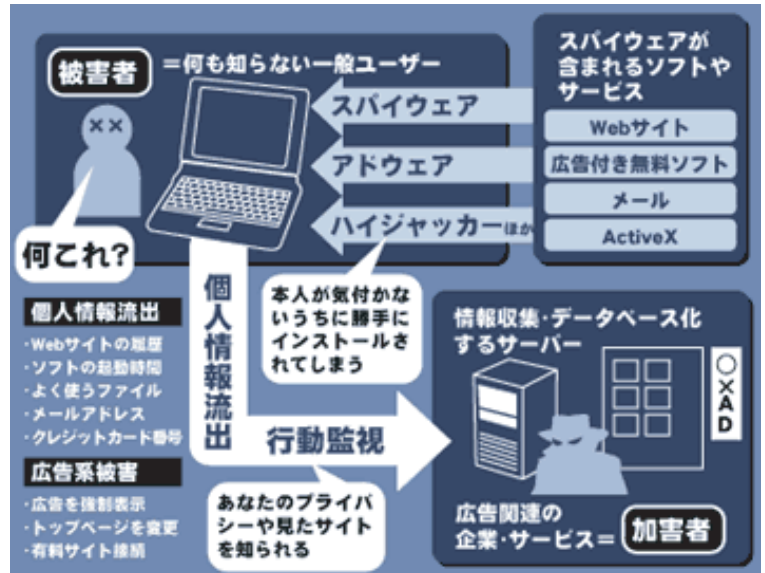 被害者
=何も知らない一般ユーザー
スパイウェア
アドウェア
ハイジャッカーほか
スパイウェアが
含まれるソフトや
サービス
Webサイト
広告付き無料ソフト
メール
ActiveX
何これ?
本人が気付かな
いうちに勝手に
インストールさ
れてしまう
個人情報流出
個人情報流出
・Webサイトの履歴
・ソフトの起動時間
・よく使うファイル
・メールアドレス
・クレジットカード番号
広告系被害
・広告を強制表示
・トップページを変更
・有料サイト接続
行動監視
あなたのプライバ
シーや見たサイト
を知られる
情報収集・データベース化
するサーバー
○×AD
広告関連の
企業・サービス=
加害者